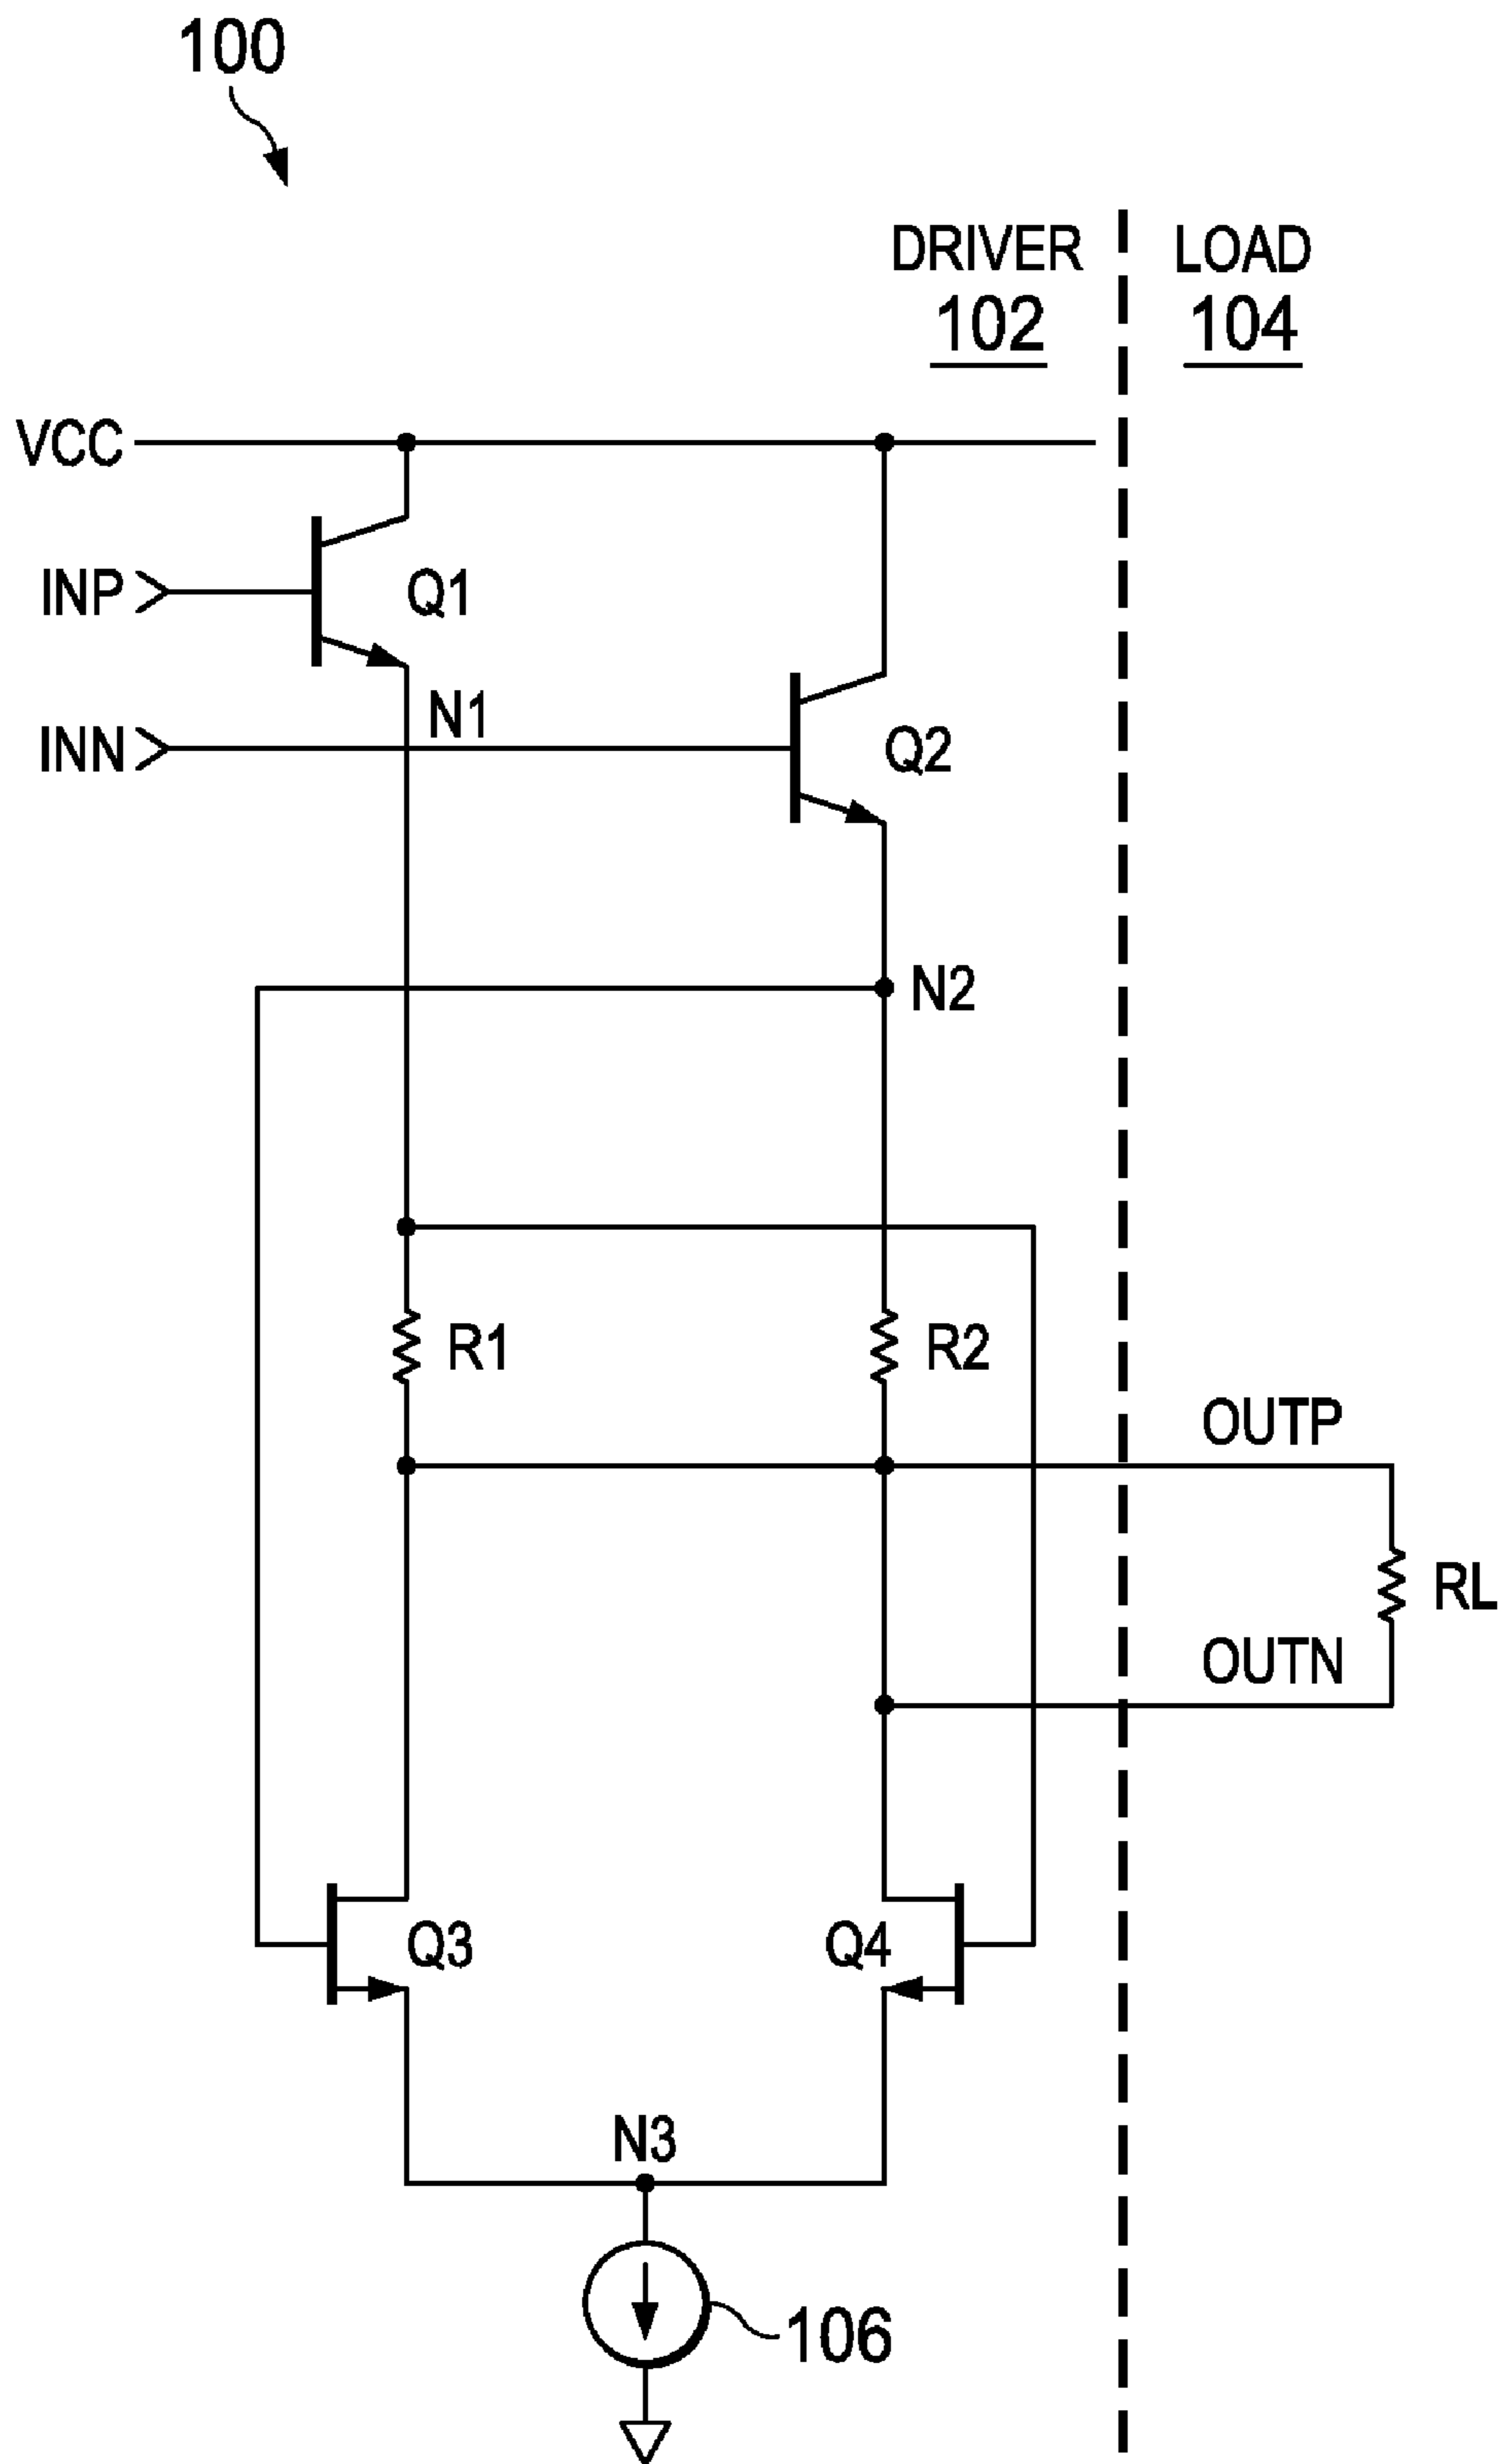 100
DRIVER
102
LOAD
104
VCC
INP
Q1
N1
INN
Q2
N2
R1
R2
OUTP
RL
OUTN
Q3
Q4
N3
106